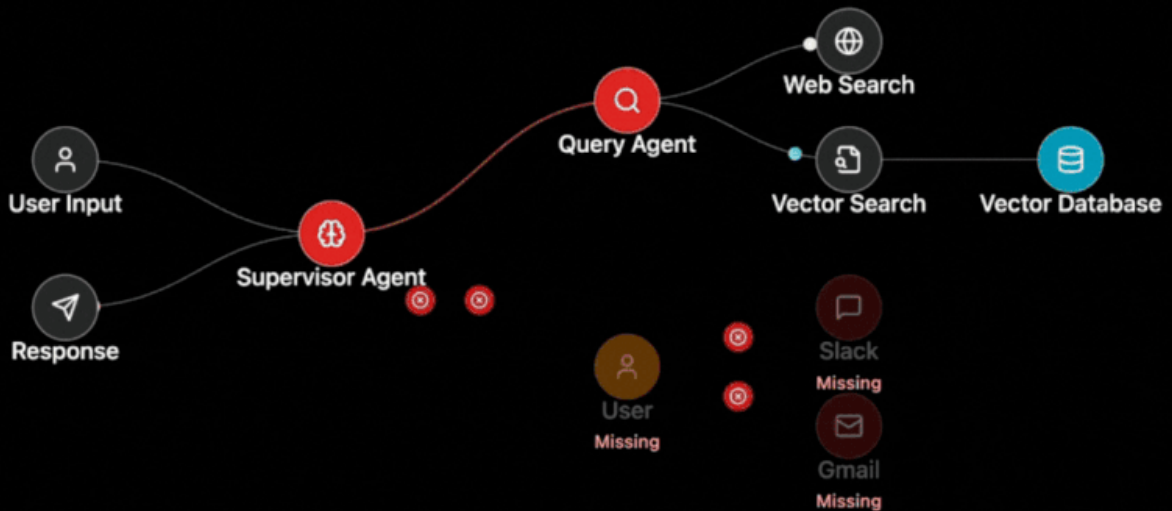 Web Search
Query Agent
User Input
Vector Search
Vector Database
Supervisor Agent
Response
Slack
Missing
User
Missing
Gmail
Missing